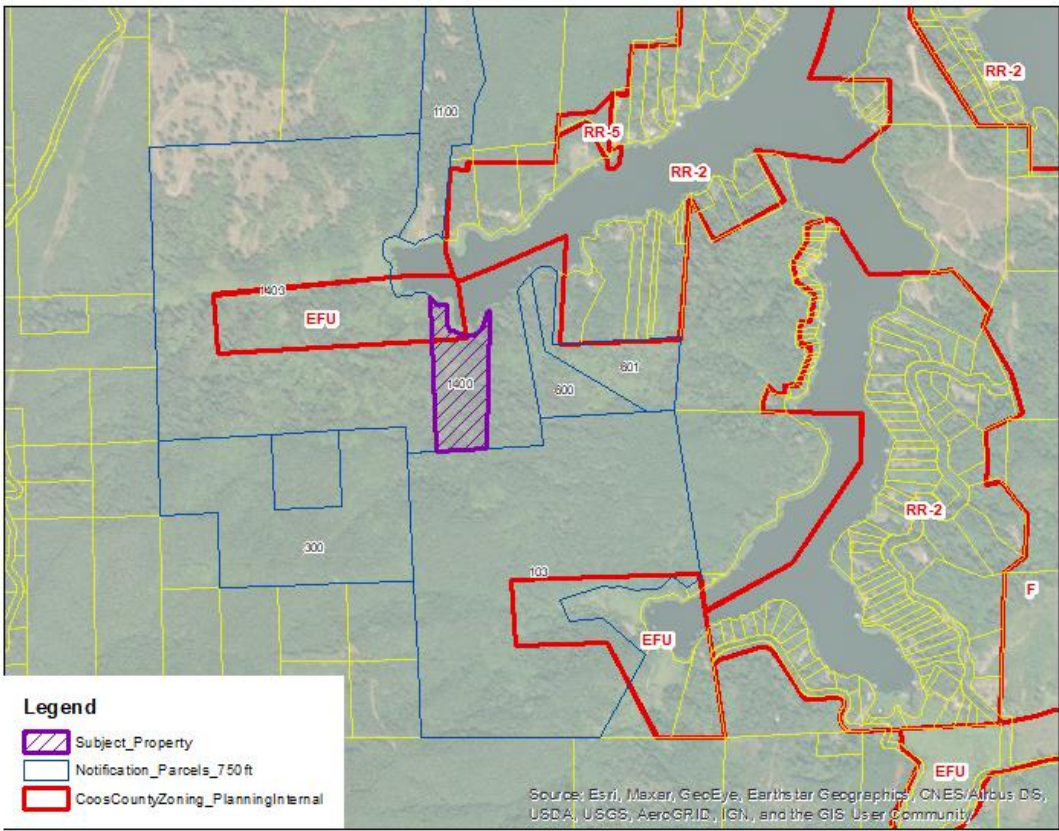 RR-2
1100
RR-5
RR-2
1403
EFU
601
1400
600
RR-2
300
103
F
EFU
EFU
Legend
Subject_Property
Notification_Parcels_750ft
CoosCountyZoning_PlanningInternal
Source: Esri, Maxar, GeoEye, Earthstar Geographics, CNES/Airbus DS,
USDA, USGS, AeroGRID, IGN, and the GIS User Community